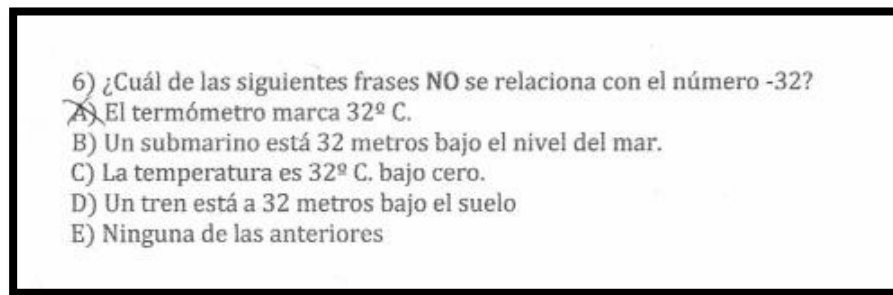 6) ¿Cuál de las siguientes frases NO se relaciona con el número -32?
A) El termómetro marca 32º C.
B) Un submarino está 32 metros bajo el nivel del mar.
C) La temperatura es 32º C. bajo cero.
D) Un tren está a 32 metros bajo el suelo
E) Ninguna de las anteriores